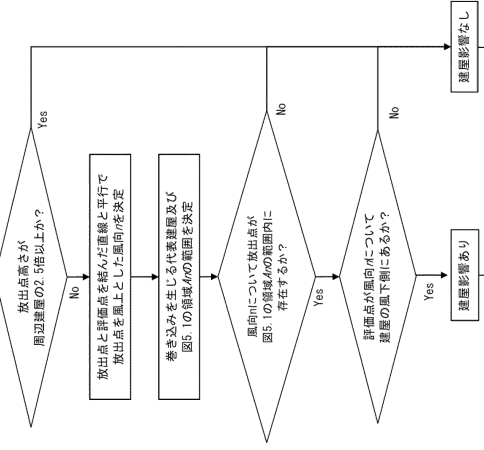 放出点高さが
周辺建屋の2.5倍以上か？
Yes
No
放出点と評価点を結んだ直線と平行で
放出点を風上とした風向nを決定
巻き込みを生じる代表建屋及び
図5.1の領域Anの範囲を決定
風向nについて放出点が
図5.1の領域Anの範囲内に
存在するか？
No
Yes
評価点が風向nについて
建屋の風下側にあるか？
No
Yes
建屋影響あり
建屋影響なし